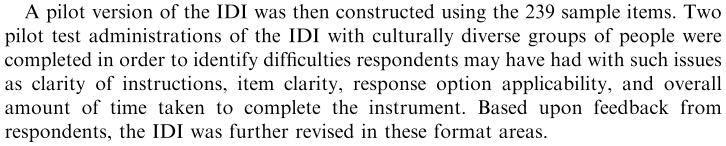 A pilot version of the IDI was then constructed using the 239 sample items. Two
pilot test administrations of the IDI with culturally diverse groups of people were
completed in order to identify difficulties respondents may have had with such issues
as clarity of instructions, item clarity, response option applicability, and overall
amount of time taken to complete the instrument. Based upon feedback from
respondents, the IDI was further revised in these format areas.